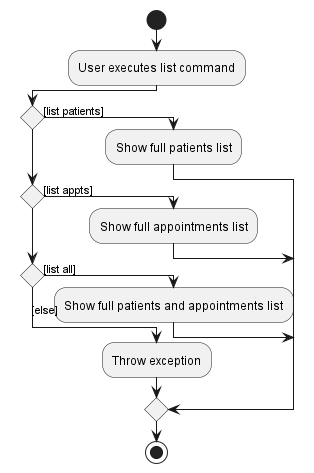 User executes list command
[list patients]
Show full patients list
[list appts]
Show full appointments list
[list all]
Show full patients and appointments list
[else]
Throw exception